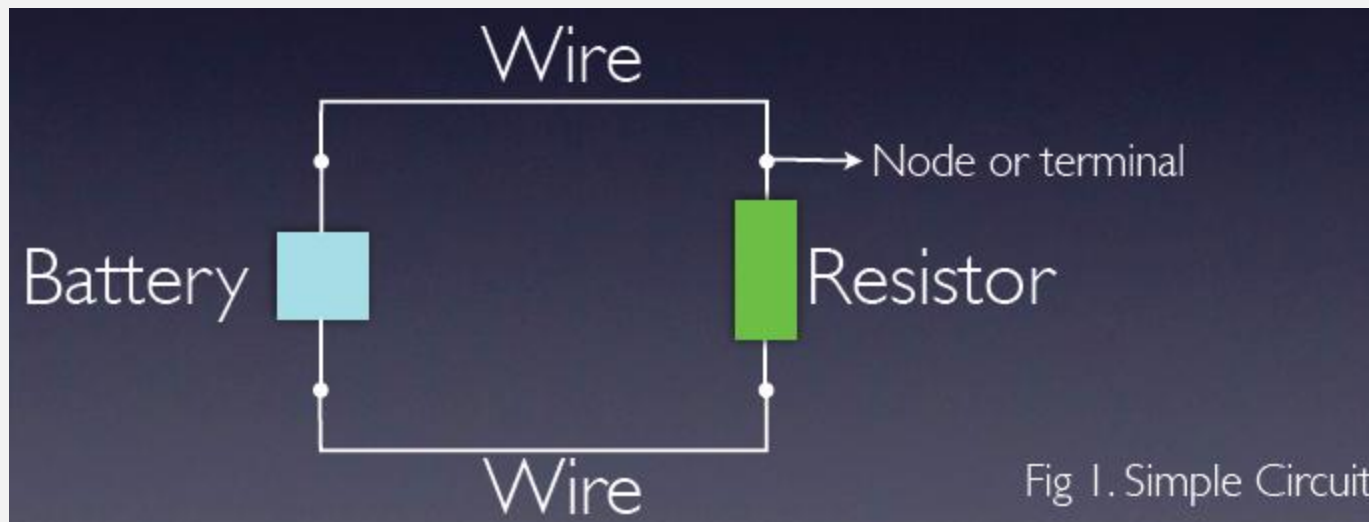 Wire
Node or terminal
Battery
Resistor
Wire
Fig 1. Simple Circuit